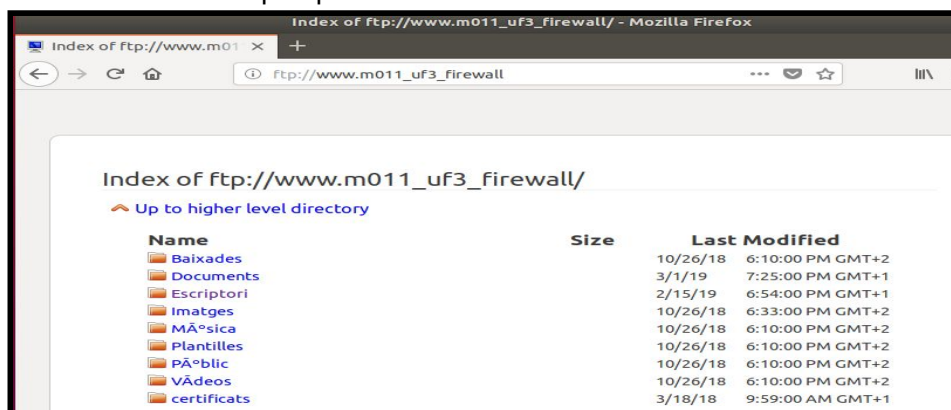 Index of ftp://www.m011_uf3_firewall/ - Mozilla Firefox
Index of ftp://www.m01
ftp://www.m011_uf3_firewall
Index of ftp://www.m011_uf3_firewall/
Up to higher level directory
Name Size Last Modified
Baixades 10/26/18 6:10:00 PM GMT+2
Documents 3/1/19 7:25:00 PM GMT+1
Escriptori 2/15/19 6:54:00 PM GMT+1
Imatges 10/26/18 6:33:00 PM GMT+2
Música 10/26/18 6:10:00 PM GMT+2
Plantilles 10/26/18 6:10:00 PM GMT+2
Públic 10/26/18 6:10:00 PM GMT+2
VÃdeos 10/26/18 6:10:00 PM GMT+2
certificats 3/18/18 9:59:00 AM GMT+1